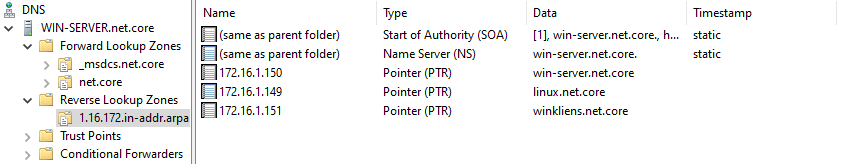 DNS
WIN-SERVER.net.core
Forward Lookup Zones
_msdcs.net.core
net.core
Reverse Lookup Zones
1.16.172.in-addr.arpa
Trust Points
Conditional Forwarders
Name Type Data Timestamp
(same as parent folder) Start of Authority (SOA) [1], win-server.net.core., h... static
(same as parent folder) Name Server (NS) win-server.net.core. static
172.16.1.150 Pointer (PTR) win-server.net.core
172.16.1.149 Pointer (PTR) linux.net.core
172.16.1.151 Pointer (PTR) winkliens.net.core